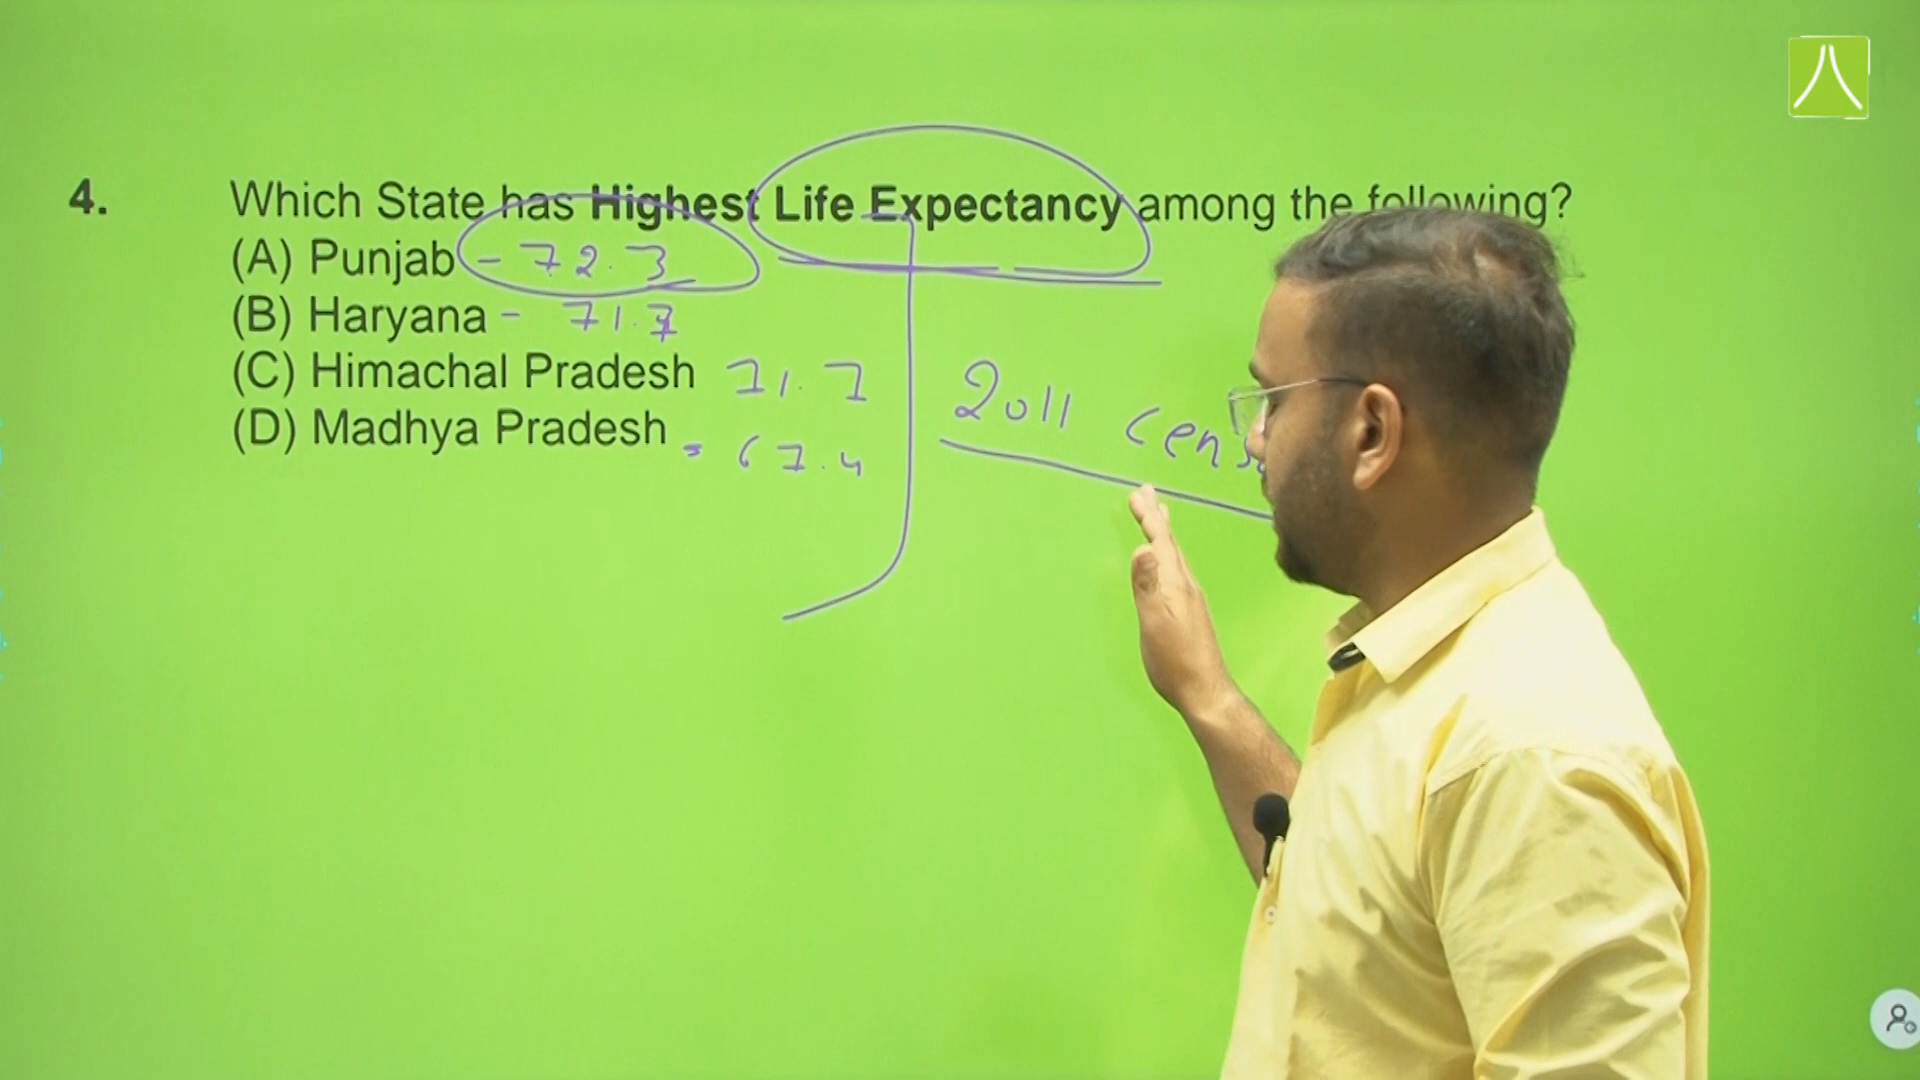 4. Which State has Highest Life Expectancy among the following?
(A) Punjab - 72.3
(B) Haryana - 71.7
(C) Himachal Pradesh 71.7
(D) Madhya Pradesh = 67.4
2011